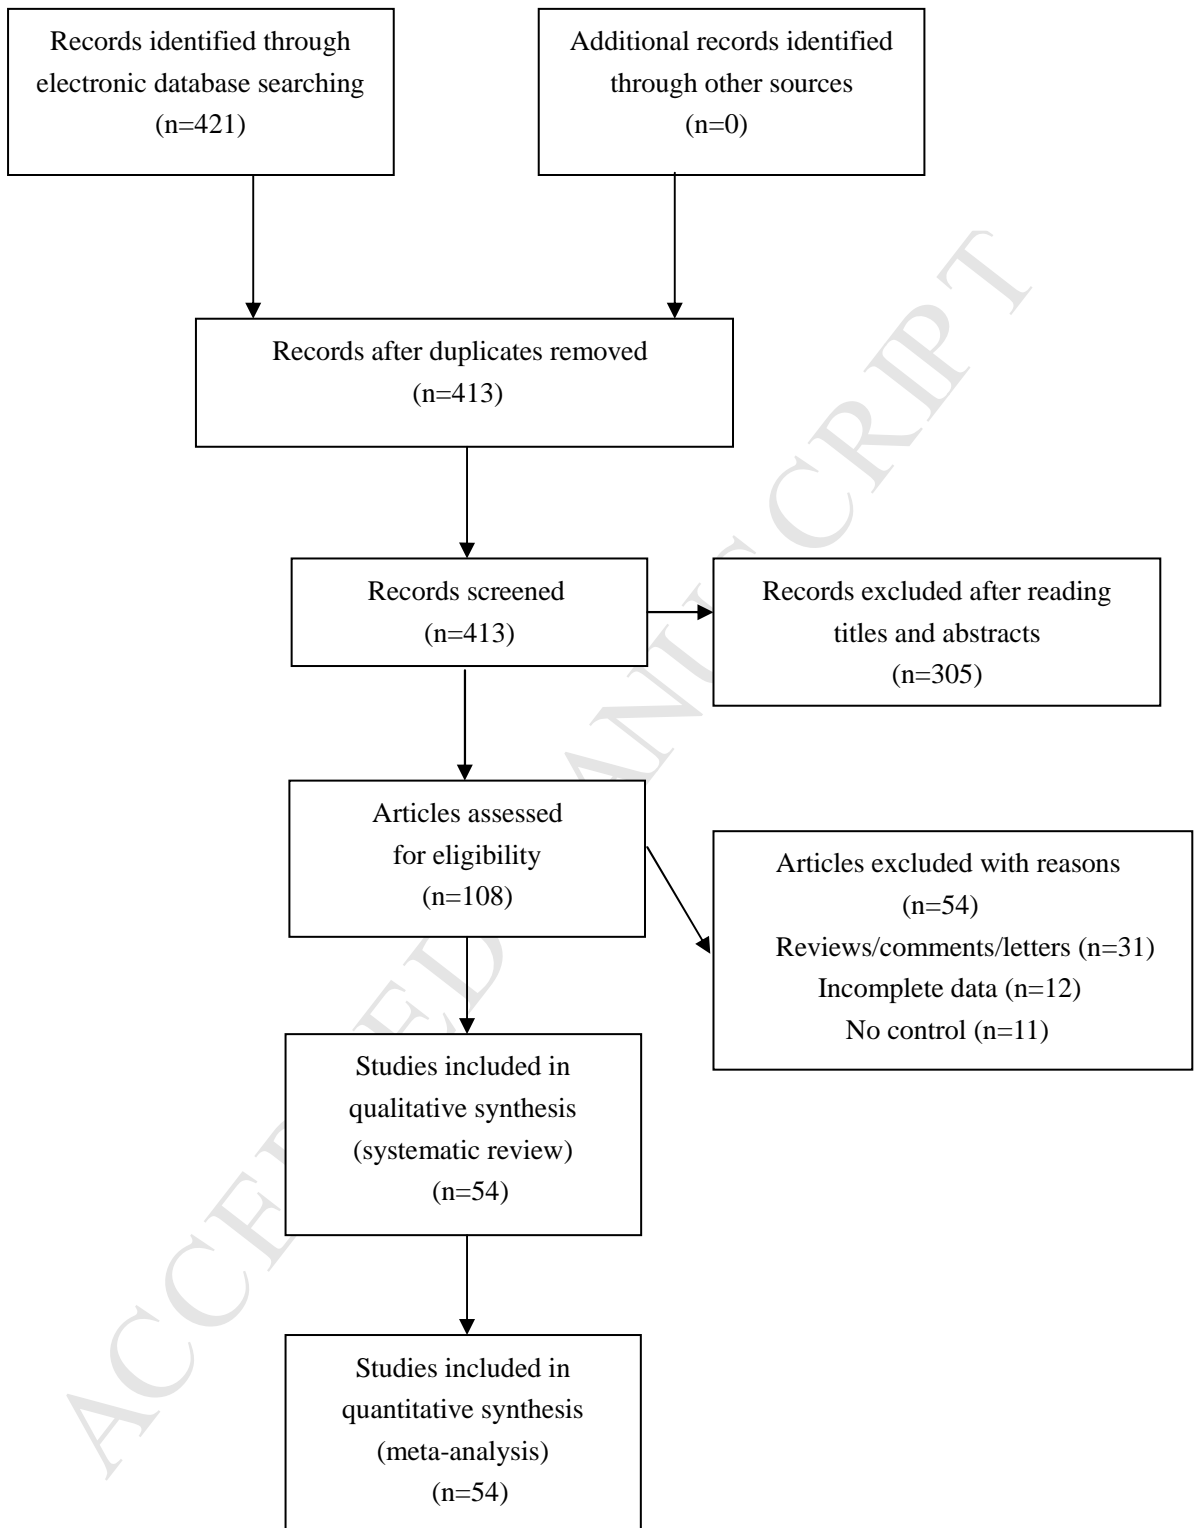 Records identified through
electronic database searching
(n=421)
Additional records identified
through other sources
(n=0)
Records after duplicates removed
(n=413)
Records screened
(n=413)
Records excluded after reading
titles and abstracts
(n=305)
Articles assessed
for eligibility
(n=108)
Articles excluded with reasons
(n=54)
Reviews/comments/letters (n=31)
Incomplete data (n=12)
No control (n=11)
Studies included in
qualitative synthesis
(systematic review)
(n=54)
Studies included in
quantitative synthesis
(meta-analysis)
(n=54)
ACCEPTED MANUSCRIPT